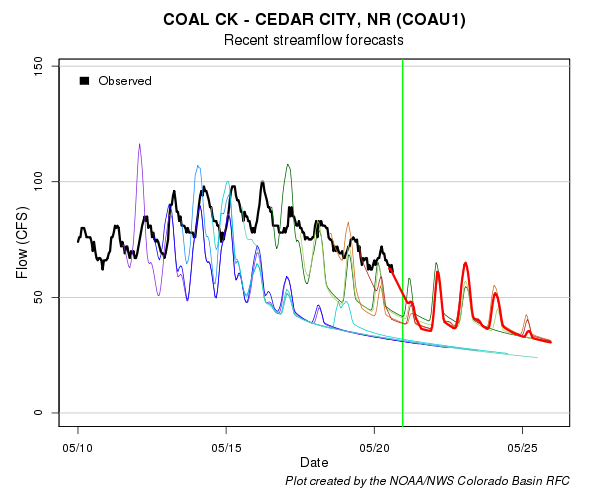 COAL CK - CEDAR CITY, NR (COAU1)
Recent streamflow forecasts
Observed
Flow (CFS)
150
100
50
0
05/10 05/15 05/20 05/25
Date
Plot created by the NOAA/NWS Colorado Basin RFC